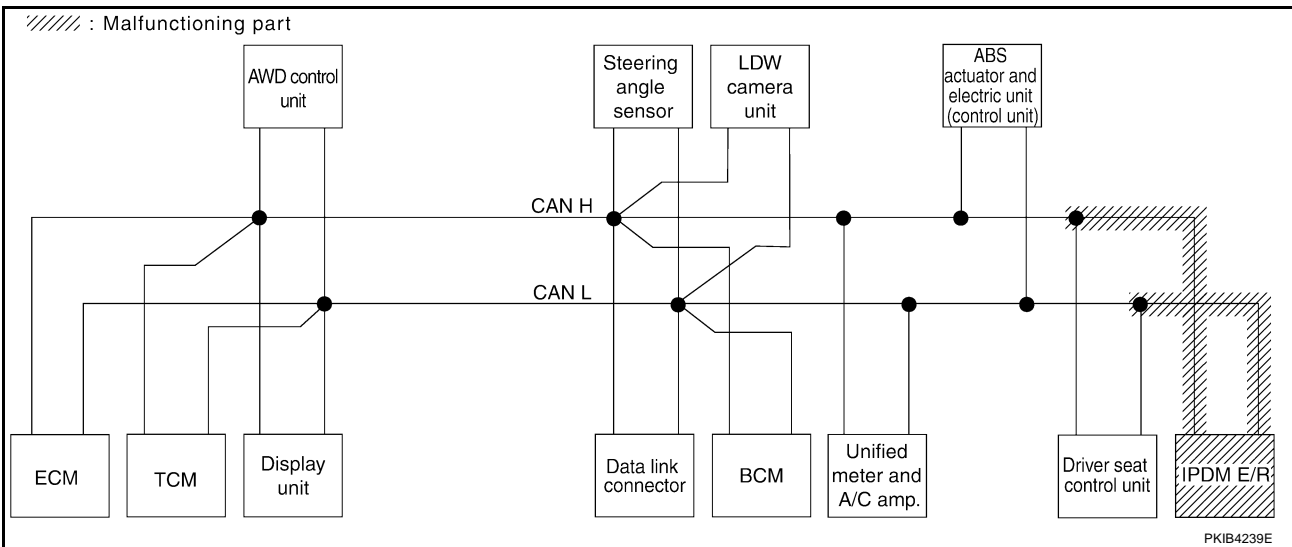 : Malfunctioning part
AWD control
unit
Steering
angle
sensor
LDW
camera
unit
ABS
actuator and
electric unit
(control unit)
CAN H
CAN L
ECM
TCM
Display
unit
Data link
connector
BCM
Unified
meter and
A/C amp.
Driver seat
control unit
IPDM E/R
PKIB4239E